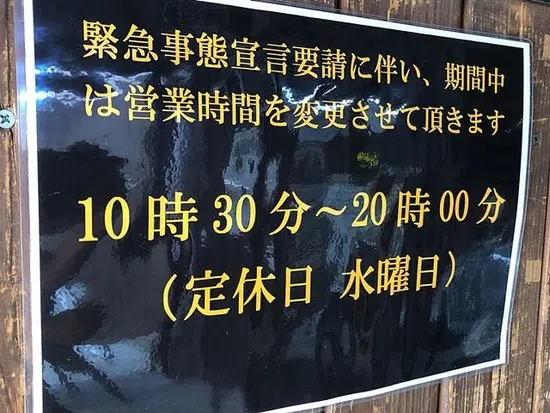 緊急事態宣言要請に伴い、期間中
は営業時間を変更させて頂きます
10時30分～20時00分
（定休日 水曜日）